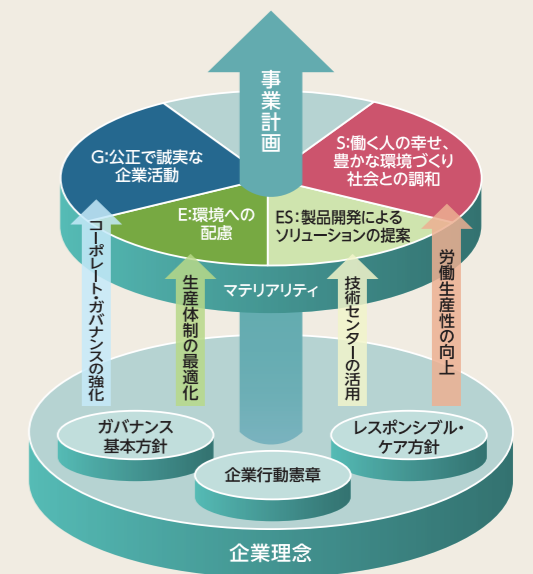 事業計画
G:公正で誠実な
企業活動
S:働く人の幸せ、
豊かな環境づくり
社会との調和
E:環境への
配慮
ES:製品開発による
ソリューションの提案
マテリアリティ
コーポレート・ガバナンスの強化
生産体制の最適化
技術センターの活用
労働生産性の向上
ガバナンス
基本方針
レスポンシブル・
ケア方針
企業行動憲章
企業理念